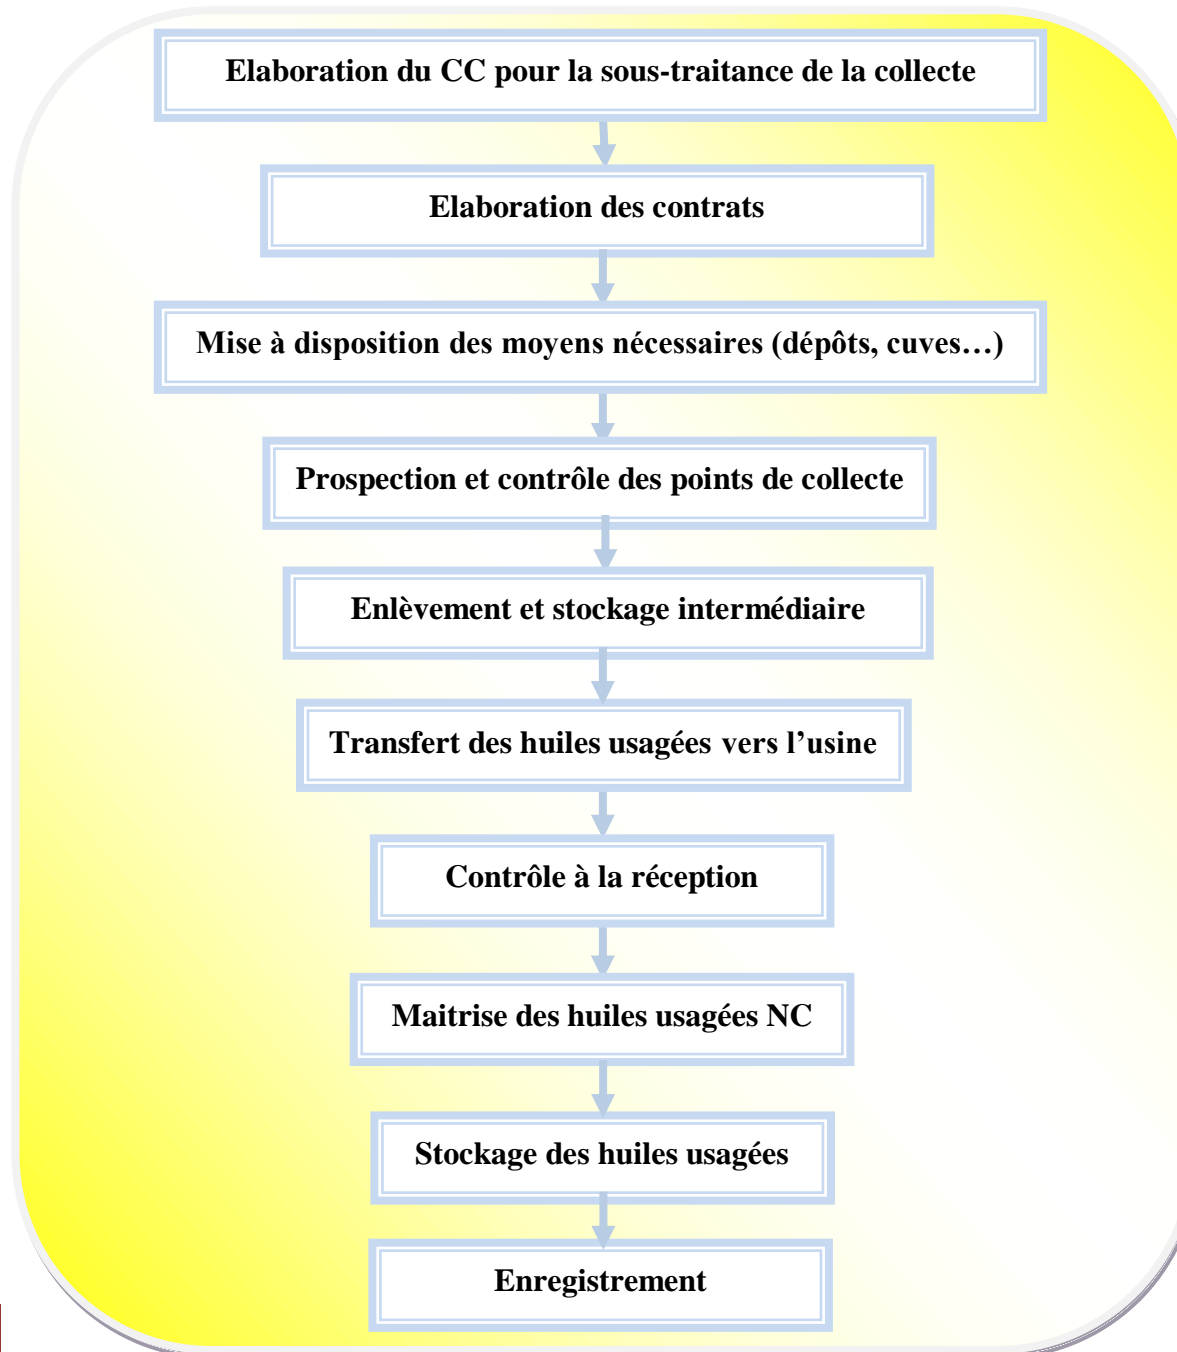 Elaboration du CC pour la sous-traitance de la collecte
Elaboration des contrats
Mise à disposition des moyens nécessaires (dépôts, cuves…)
Prospection et contrôle des points de collecte
Enlèvement et stockage intermédiaire
Transfert des huiles usagées vers l’usine
Contrôle à la réception
Maitrise des huiles usagées NC
Stockage des huiles usagées
Enregistrement